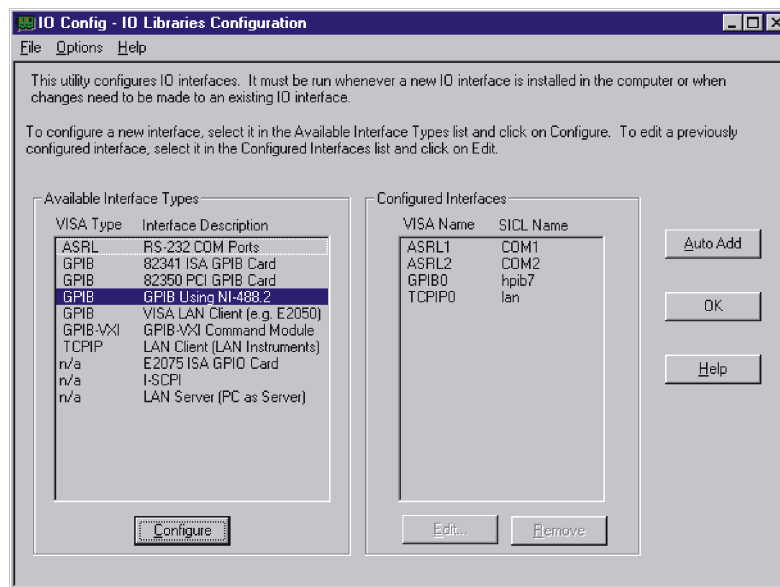 IO Config - IO Libraries Configuration
File Options Help
This utility configures IO interfaces. It must be run whenever a new IO interface is installed in the computer or when
changes need to be made to an existing IO interface.
To configure a new interface, select it in the Available Interface Types list and click on Configure. To edit a previously
configured interface, select it in the Configured Interfaces list and click on Edit.
Available Interface Types
VISA Type Interface Description
ASRL RS-232 COM Ports
GPIB 82341 ISA GPIB Card
GPIB 82350 PCI GPIB Card
GPIB GPIB Using NI-488.2
GPIB VISA LAN Client (e.g. E2050)
GPIB-VXI GPIB-VXI Command Module
TCPIP LAN Client (LAN Instruments)
n/a E2075 ISA GPIO Card
n/a I-SCPI
n/a LAN Server (PC as Server)
Configure
Configured Interfaces
VISA Name SICL Name
ASRL1 COM1
ASRL2 COM2
GPIB0 hpib7
TCPIP0 lan
Edit... Remove
Auto Add
OK
Help